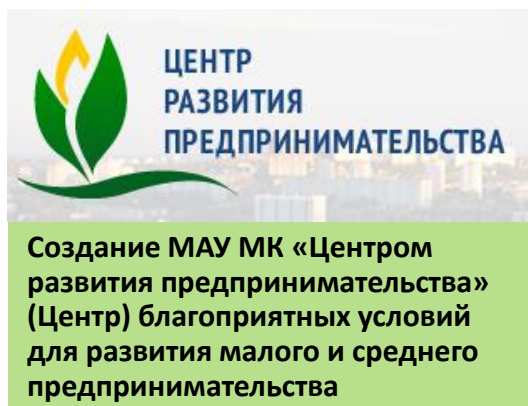 ЦЕНТР
РАЗВИТИЯ
ПРЕДПРИНИМАТЕЛЬСТВА
Создание МАУ МК «Центром
развития предпринимательства»
(Центр) благоприятных условий
для развития малого и среднего
предпринимательства